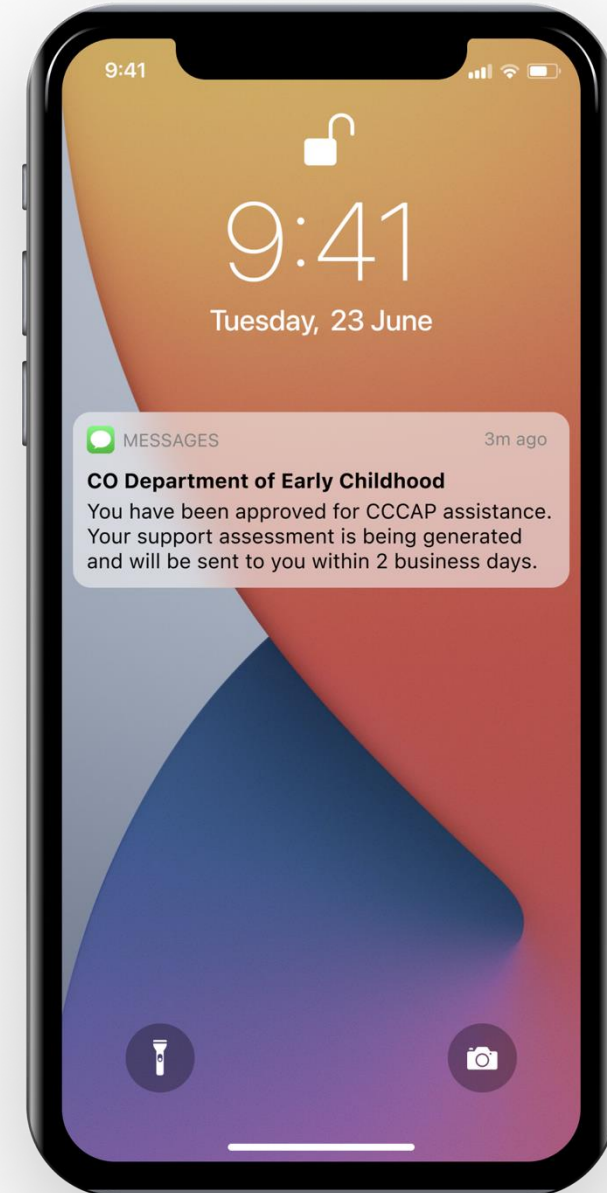 9:41
9:41
Tuesday, 23 June
MESSAGES 3m ago
CO Department of Early Childhood
You have been approved for CCCAP assistance.
Your support assessment is being generated
and will be sent to you within 2 business days.